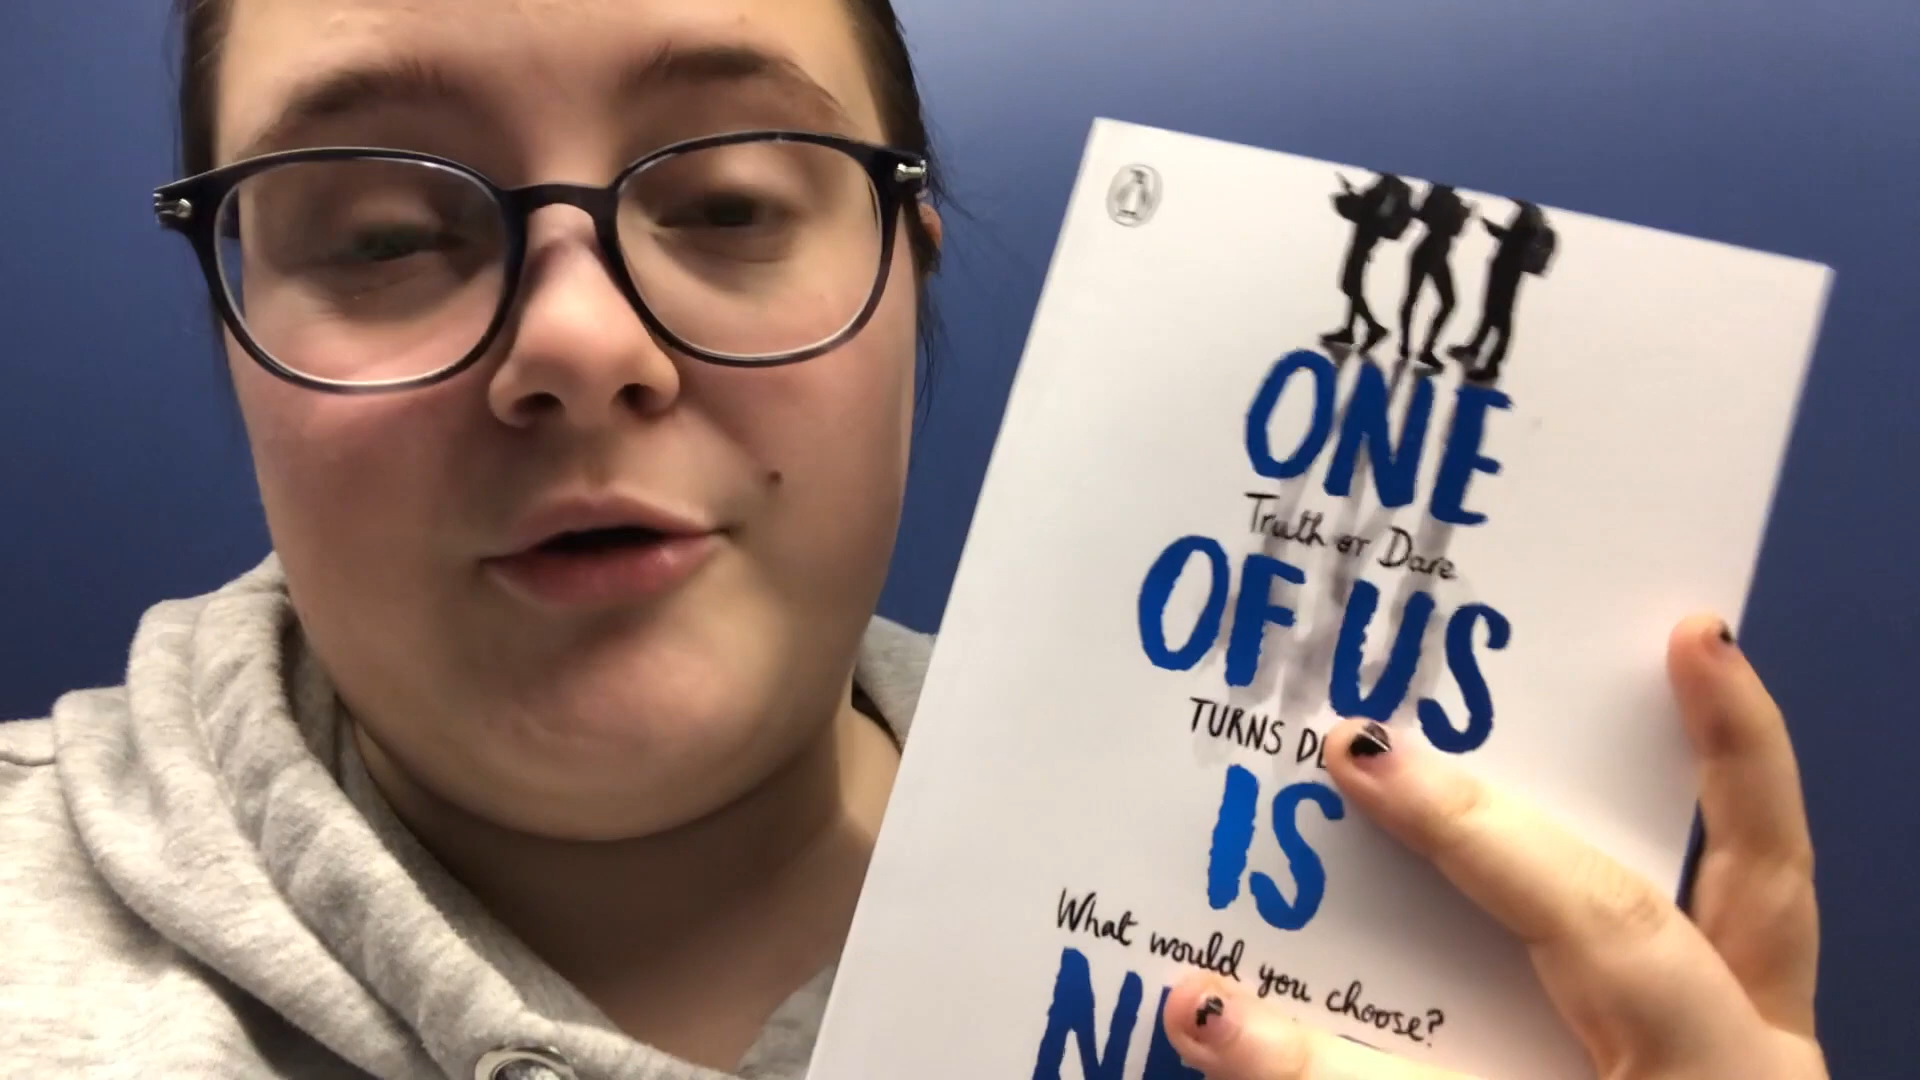 ONE
Truth or Dare
OF US
TURNS
IS
What would you choose?